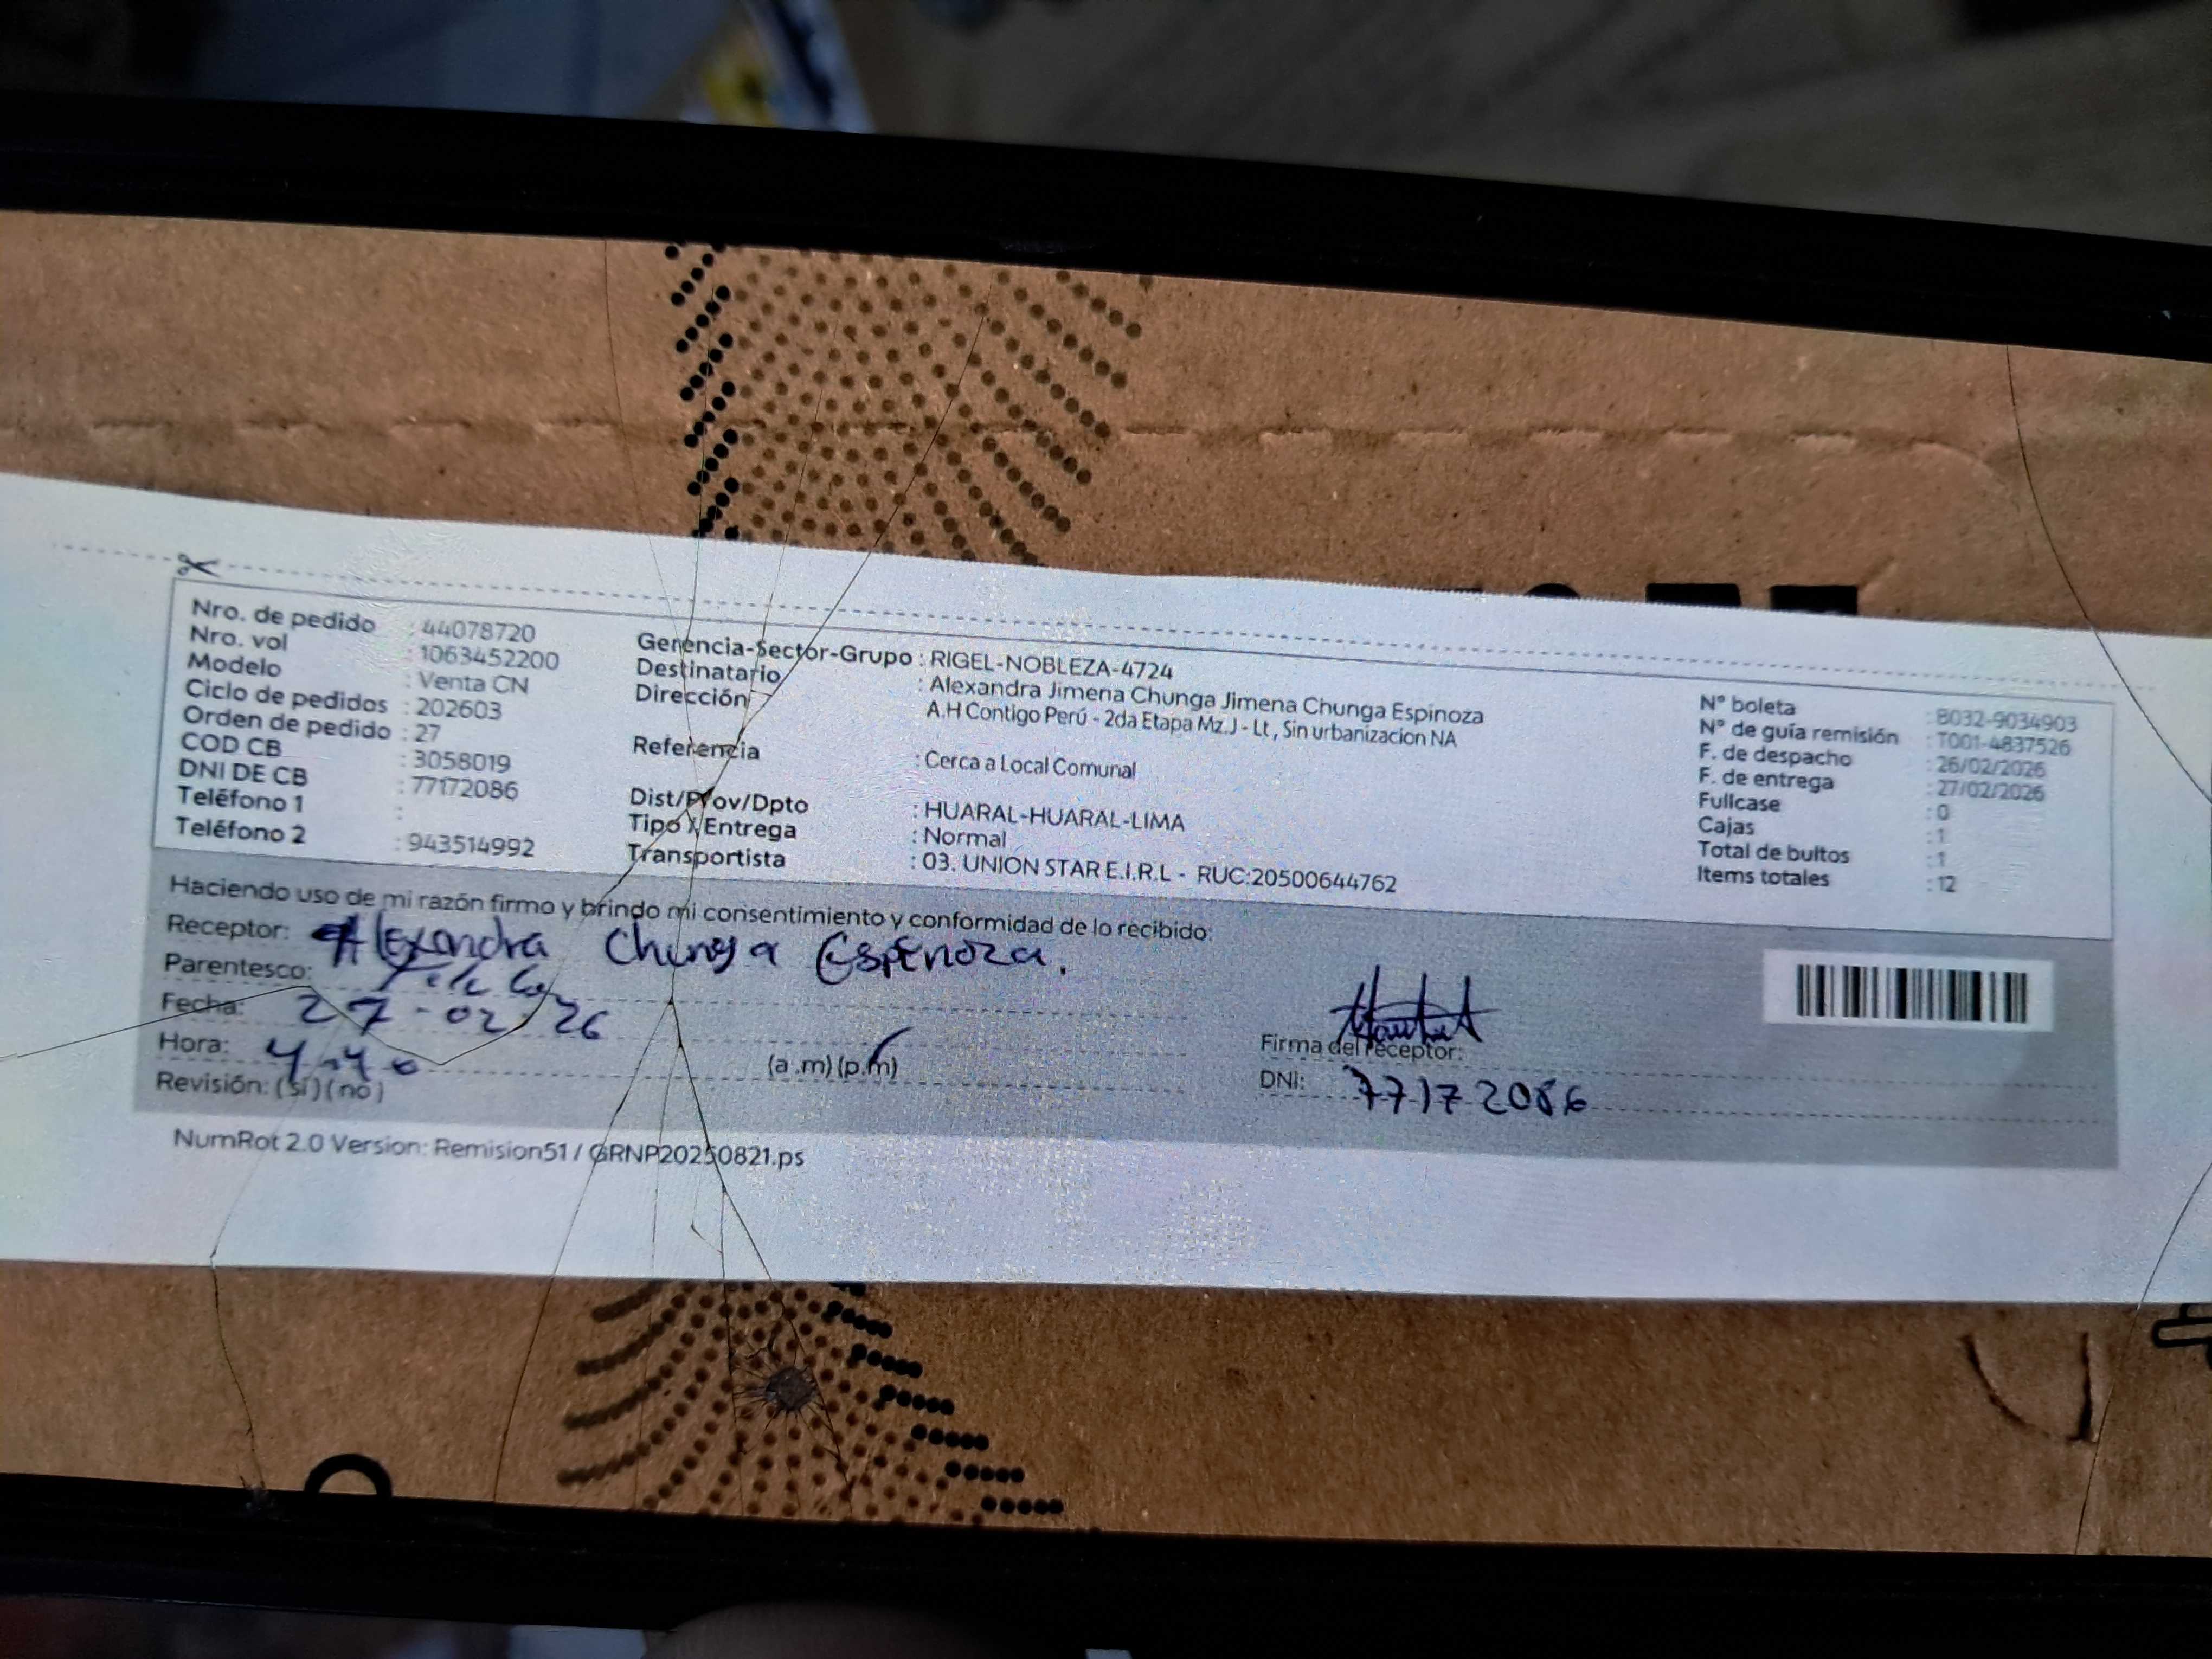 Nro. de pedido : 44078720
Nro. vol : 1063452200
Modelo : Venta CN
Ciclo de pedidos : 202603
Orden de pedido : 27
COD CB : 3058019
DNI DE CB : 77172086
Teléfono 1 :
Teléfono 2 : 943514992
Gerencia-Sector-Grupo : RIGEL-NOBLEZA-4724
Destinatario : Alexandra Jimena Chunga Jimena Chunga Espinoza
Dirección A.H Contigo Perú - 2da Etapa Mz.J - Lt, Sin urbanizacion NA
Referencia : Cerca a Local Comunal
Dist/Prov/Dpto : HUARAL-HUARAL-LIMA
Tipo Entrega : Normal
Transportista : 03. UNION STAR E.I.R.L - RUC:20500644762
N° boleta : B032-9034903
N° de guía remisión : T001-4837526
F. de despacho : 26/02/2026
F. de entrega : 27/02/2026
Fullcase : 0
Cajas : 1
Total de bultos : 1
Items totales : 12
Haciendo uso de mi razón firmo y brindo mi consentimiento y conformidad de lo recibido:
Receptor: Alexandra Chunga Espinoza.
Parentesco:
Fecha: 27-02-26
Hora: 4:40 (a .m) (p.m)
Revisión: (si) (no)
Firma del receptor:
DNI: 77172086
NumRot 2.0 Version: Remision51 / GRNP20250821.ps